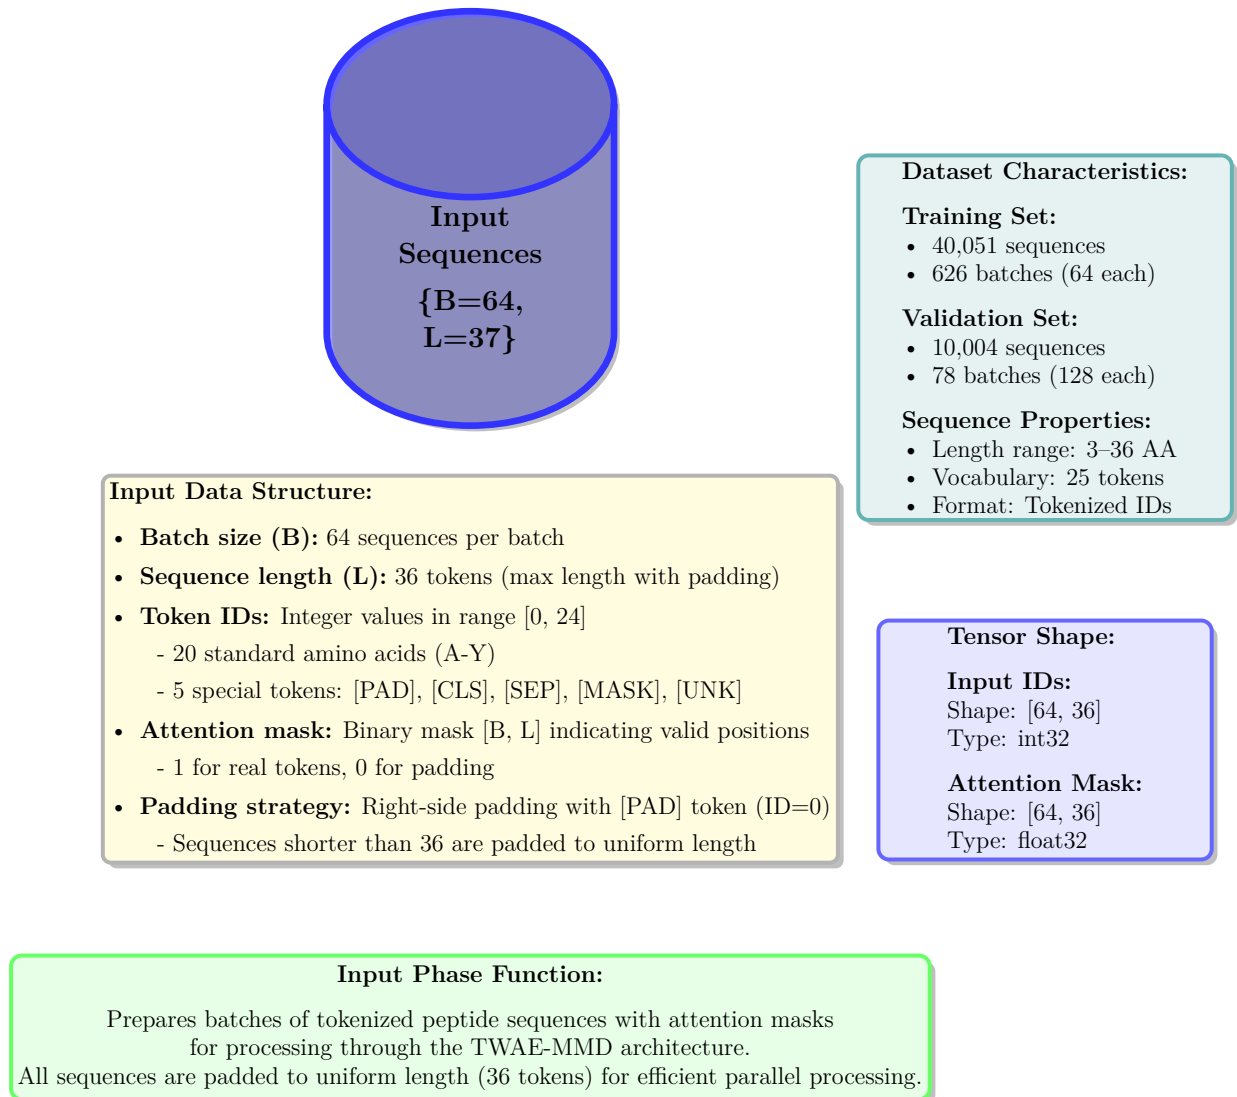 Input
Sequences
{B=64,
L=37}
Dataset Characteristics:
Training Set:
• 40,051 sequences
• 626 batches (64 each)
Validation Set:
• 10,004 sequences
• 78 batches (128 each)
Sequence Properties:
• Length range: 3–36 AA
• Vocabulary: 25 tokens
• Format: Tokenized IDs
Input Data Structure:
• Batch size (B): 64 sequences per batch
• Sequence length (L): 36 tokens (max length with padding)
• Token IDs: Integer values in range [0, 24]
- 20 standard amino acids (A-Y)
- 5 special tokens: [PAD], [CLS], [SEP], [MASK], [UNK]
• Attention mask: Binary mask [B, L] indicating valid positions
- 1 for real tokens, 0 for padding
• Padding strategy: Right-side padding with [PAD] token (ID=0)
- Sequences shorter than 36 are padded to uniform length
Tensor Shape:
Input IDs:
Shape: [64, 36]
Type: int32
Attention Mask:
Shape: [64, 36]
Type: float32
Input Phase Function:
Prepares batches of tokenized peptide sequences with attention masks
for processing through the TWAE-MMD architecture.
All sequences are padded to uniform length (36 tokens) for efficient parallel processing.